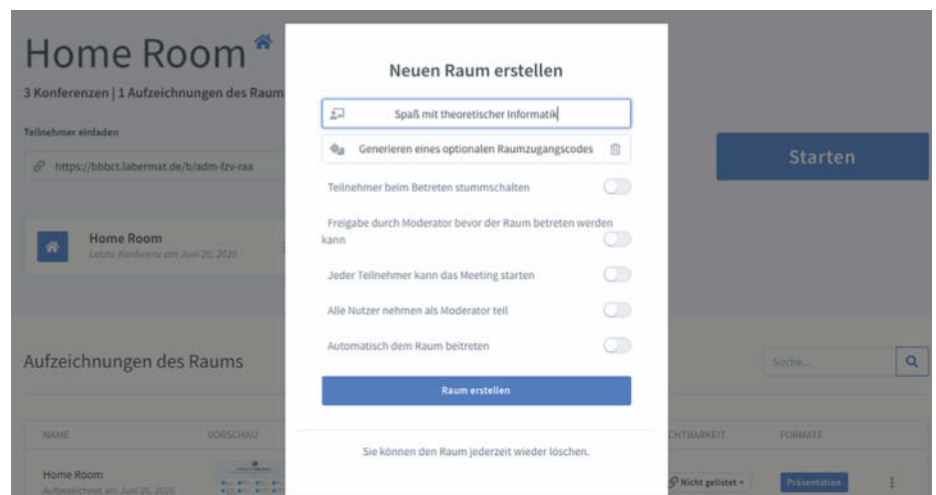 Home Room
3 Konferenzen | 1 Aufzeichnungen des Raum
Teilnehmer einladen
https://bbbct.labermat.de/b/adm-fzv-raa
Starten
Home Room
Letzte Konferenz am Juni 26, 2020
Neuen Raum erstellen
Spaß mit theoretischer Informatik
Generieren eines optionalen Raumzugangscodes
Teilnehmer beim Betreten stummschalten
Freigabe durch Moderator bevor der Raum betreten werden
kann
Jeder Teilnehmer kann das Meeting starten
Alle Nutzer nehmen als Moderator teil
Automatisch dem Raum beitreten
Raum erstellen
Sie können den Raum jederzeit wieder löschen.
Aufzeichnungen des Raums
Suche...
NAME VORSCHAU CHTBARKEIT FORMATE
Home Room Nicht gelistet Präsentation
Aufgezeichnet am Juni 26, 2020